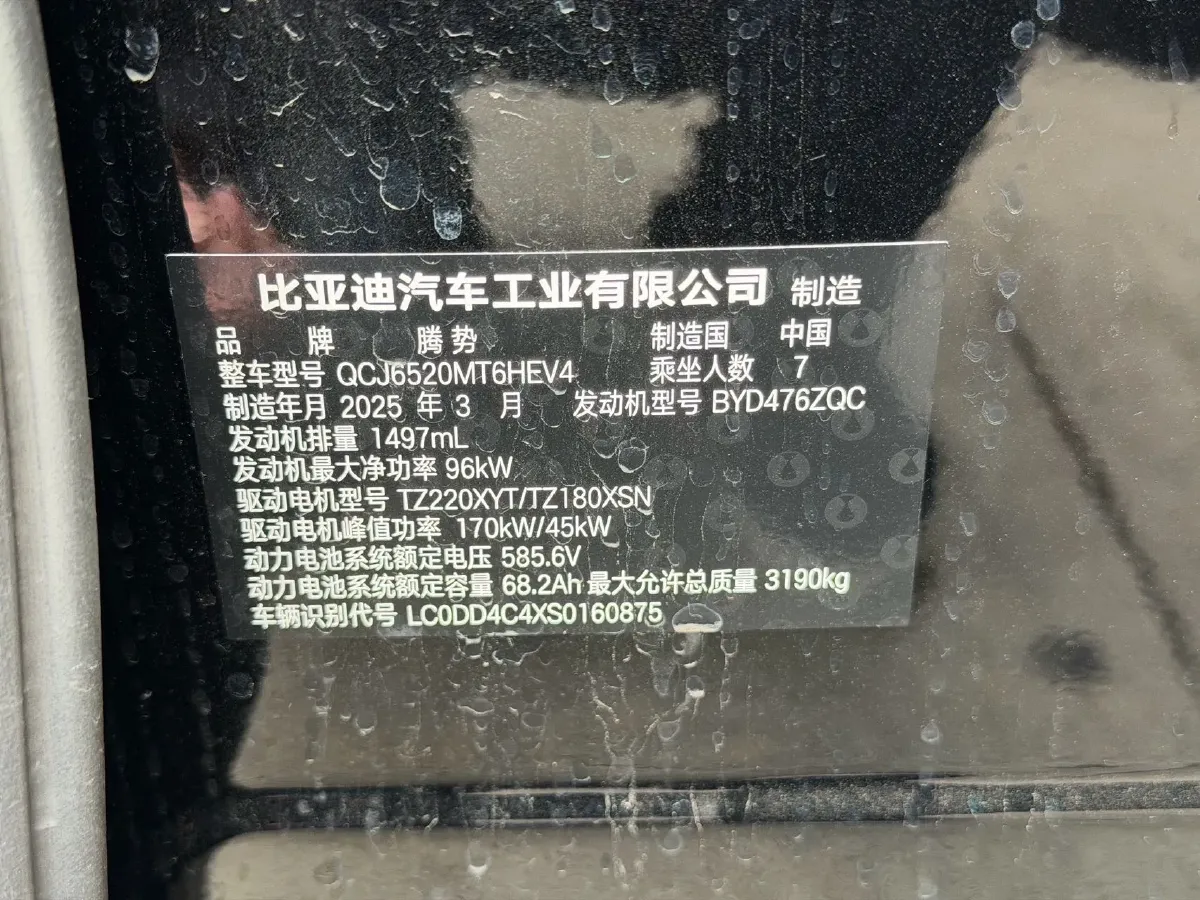 比亚迪汽车工业有限公司 制造
品 牌 腾势 制造国 中国
整车型号 QCJ6520MT6HEV4 乘坐人数 7
制造年月 2025 年 3 月 发动机型号 BYD476ZQC
发动机排量 1497mL
发动机最大净功率 96kW
驱动电机型号 TZ220XYT/TZ180XSN
驱动电机峰值功率 170kW/45kW
动力电池系统额定电压 585.6V
动力电池系统额定容量 68.2Ah 最大允许总质量 3190kg
车辆识别代号 LC0DD4C4XS0160875